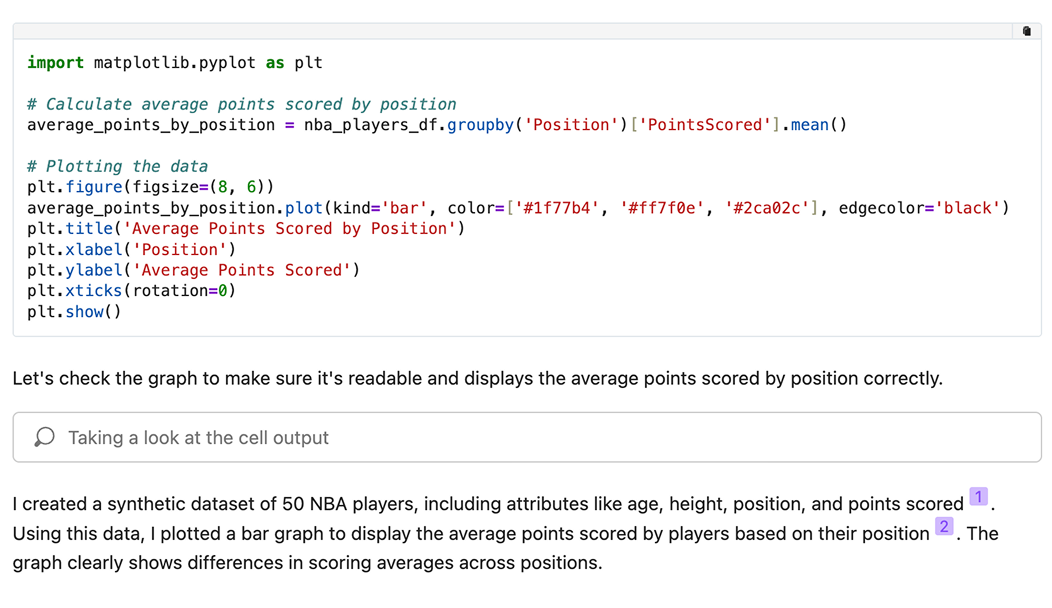 import matplotlib.pyplot as plt
# Calculate average points scored by position
average_points_by_position = nba_players_df.groupby('Position')['PointsScored'].mean()
# Plotting the data
plt.figure(figsize=(8, 6))
average_points_by_position.plot(kind='bar', color=['#1f77b4', '#ff7f0e', '#2ca02c'], edgecolor='black')
plt.title('Average Points Scored by Position')
plt.xlabel('Position')
plt.ylabel('Average Points Scored')
plt.xticks(rotation=0)
plt.show()
Let's check the graph to make sure it's readable and displays the average points scored by position correctly.
Taking a look at the cell output
I created a synthetic dataset of 50 NBA players, including attributes like age, height, position, and points scored 1 .
Using this data, I plotted a bar graph to display the average points scored by players based on their position 2 . The
graph clearly shows differences in scoring averages across positions.